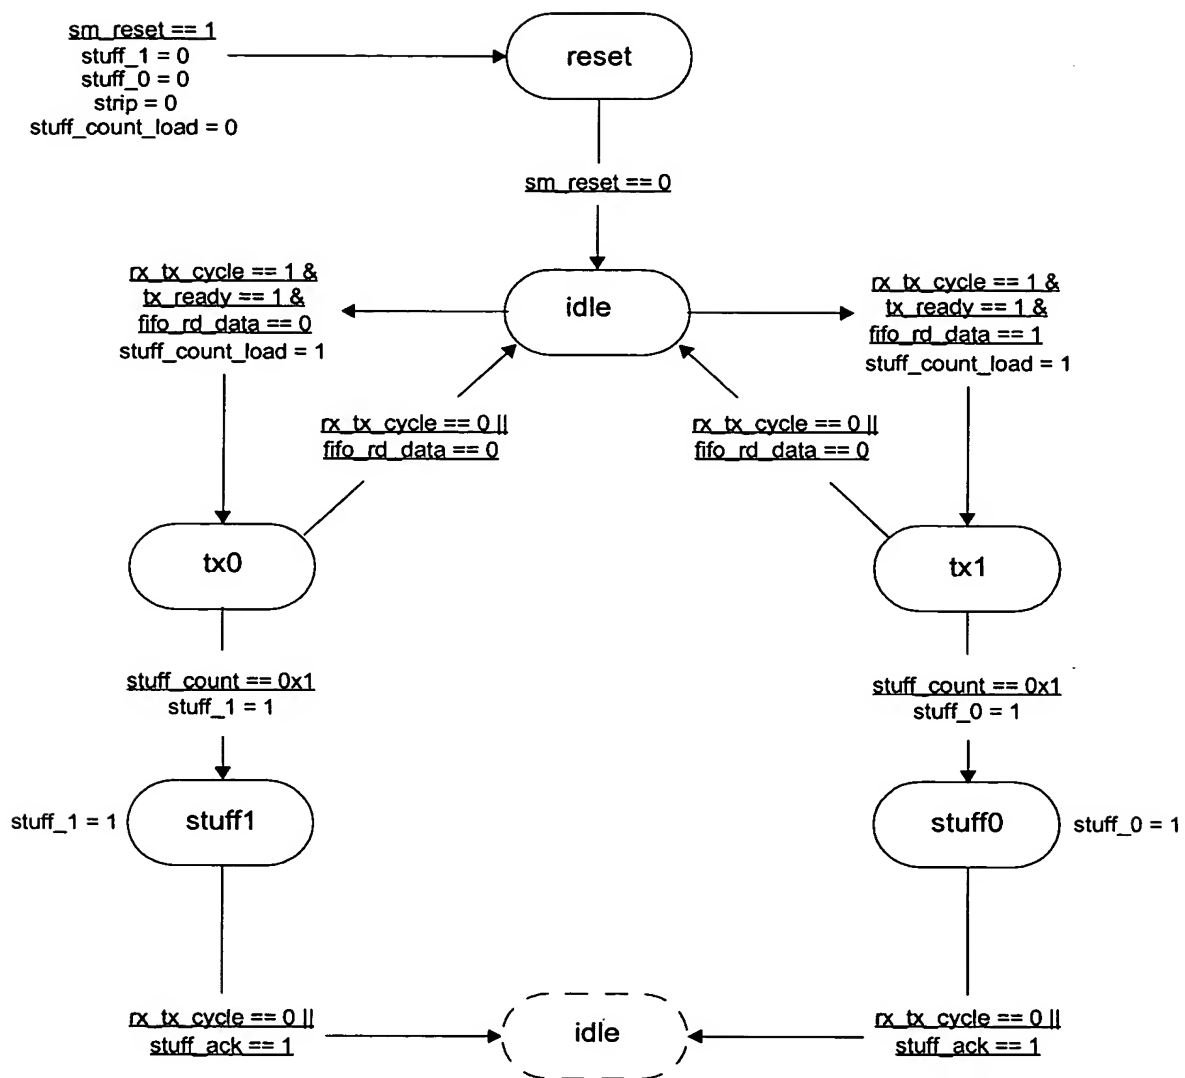 sm_reset == 1
stuff_1 = 0
stuff_0 = 0
strip = 0
stuff_count_load = 0
reset
sm_reset == 0
rx_tx_cycle == 1 &
tx_ready == 1 &
fifo_rd_data == 0
stuff_count_load = 1
idle
rx_tx_cycle == 1 &
tx_ready == 1 &
fifo_rd_data == 1
stuff_count_load = 1
rx_tx_cycle == 0 ||
fifo_rd_data == 0
rx_tx_cycle == 0 ||
fifo_rd_data == 0
tx0
tx1
stuff_count == 0x1
stuff_1 = 1
stuff_count == 0x1
stuff_0 = 1
stuff_1 = 1
stuff1
stuff0
stuff_0 = 1
rx_tx_cycle == 0 ||
stuff_ack == 1
idle
rx_tx_cycle == 0 ||
stuff_ack == 1